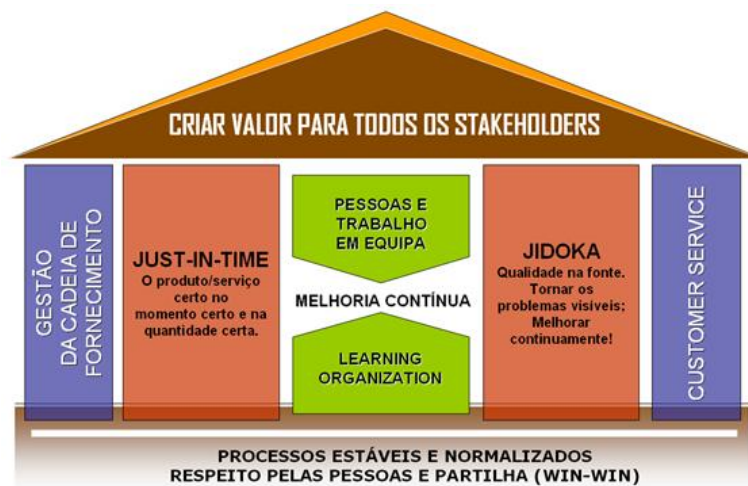 CRIAR VALOR PARA TODOS OS STAKEHOLDERS
GESTÃO
DA CADEIA DE
FORNECIMENTO
JUST-IN-TIME
O produto/serviço
certo no
momento certo e na
quantidade certa.
PESSOAS E
TRABALHO
EM EQUIPA
MELHORIA CONTÍNUA
LEARNING
ORGANIZATION
JIDOKA
Qualidade na fonte.
Tornar os
problemas visíveis;
Melhorar
continuamente!
CUSTOMER SERVICE
PROCESSOS ESTÁVEIS E NORMALIZADOS
RESPEITO PELAS PESSOAS E PARTILHA (WIN-WIN)